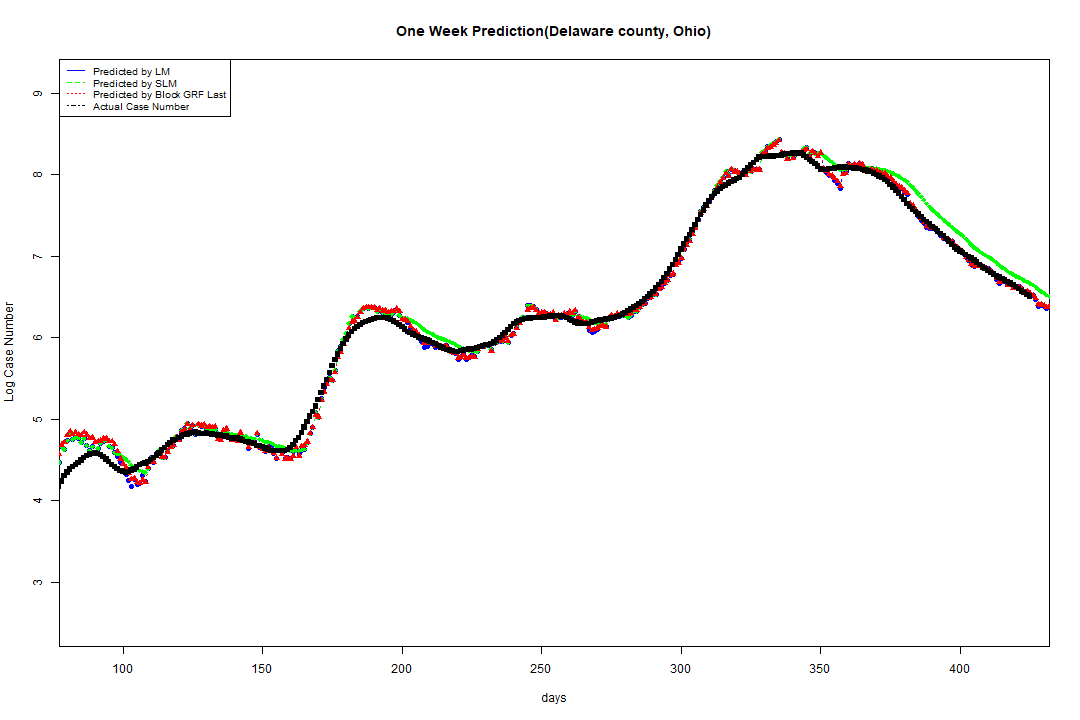 One Week Prediction(Delaware county, Ohio)
Predicted by LM
Predicted by SLM
Predicted by Block GRF Last
Actual Case Number
9
8
7
6
5
4
3
Log Case Number
100 150 200 250 300 350 400
days